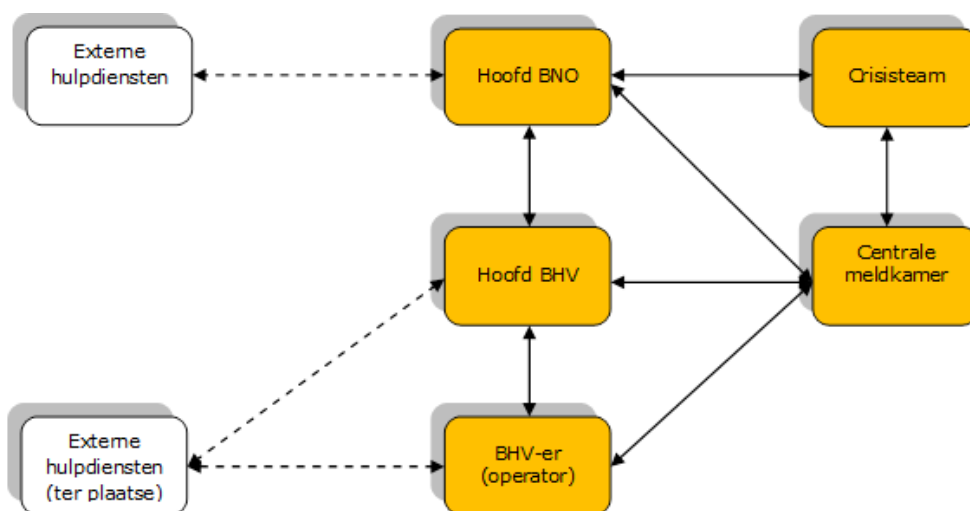 Externe
hulpdiensten
Hoofd BNO
Crisisteam
Hoofd BHV
Centrale
meldkamer
Externe
hulpdiensten
(ter plaatse)
BHV-er
(operator)